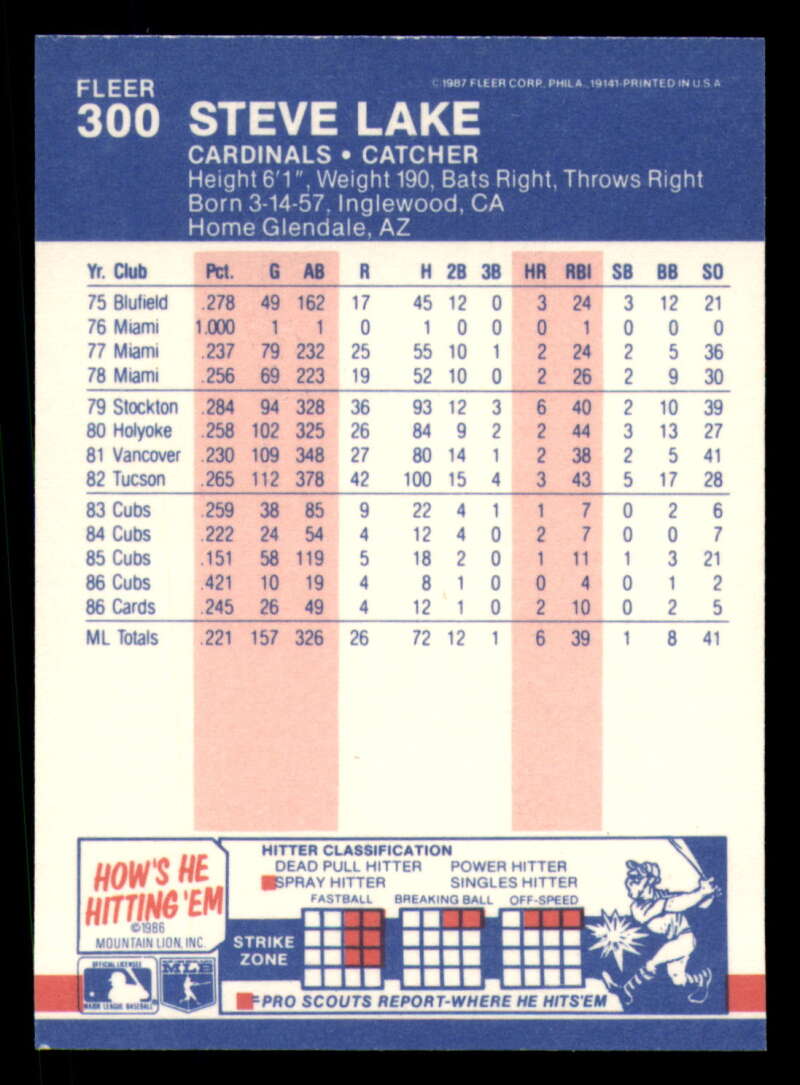 © 1987 FLEER CORP. PHILA., 19141-PRINTED IN U.S.A.
FLEER
300 STEVE LAKE
CARDINALS • CATCHER
Height 6'1", Weight 190, Bats Right, Throws Right
Born 3-14-57, Inglewood, CA
Home Glendale, AZ
Yr. Club Pct. G AB R H 2B 3B HR RBI SB BB SO
75 Blufield .278 49 162 17 45 12 0 3 24 3 12 21
76 Miami 1.000 1 1 0 1 0 0 0 1 0 0 0
77 Miami .237 79 232 25 55 10 1 2 24 2 5 36
78 Miami .256 69 223 19 52 10 0 2 26 2 9 30
79 Stockton .284 94 328 36 93 12 3 6 40 2 10 39
80 Holyoke .258 102 325 26 84 9 2 2 44 3 13 27
81 Vancover .230 109 348 27 80 14 1 2 38 2 5 41
82 Tucson .265 112 378 42 100 15 4 3 43 5 17 28
83 Cubs .259 38 85 9 22 4 1 1 7 0 2 6
84 Cubs .222 24 54 4 12 4 0 2 7 0 0 7
85 Cubs .151 58 119 5 18 2 0 1 11 1 3 21
86 Cubs .421 10 19 4 8 1 0 0 4 0 1 2
86 Cards .245 26 49 4 12 1 0 2 10 0 2 5
ML Totals .221 157 326 26 72 12 1 6 39 1 8 41
HOW'S HE
HITTING 'EM
©1986
MOUNTAIN LION, INC.
OFFICIAL LICENSEE
MAJOR LEAGUE BASEBALL
MLB
HITTER CLASSIFICATION
DEAD PULL HITTER POWER HITTER
SPRAY HITTER SINGLES HITTER
FASTBALL BREAKING BALL OFF-SPEED
STRIKE
ZONE
=PRO SCOUTS REPORT-WHERE HE HITS'EM